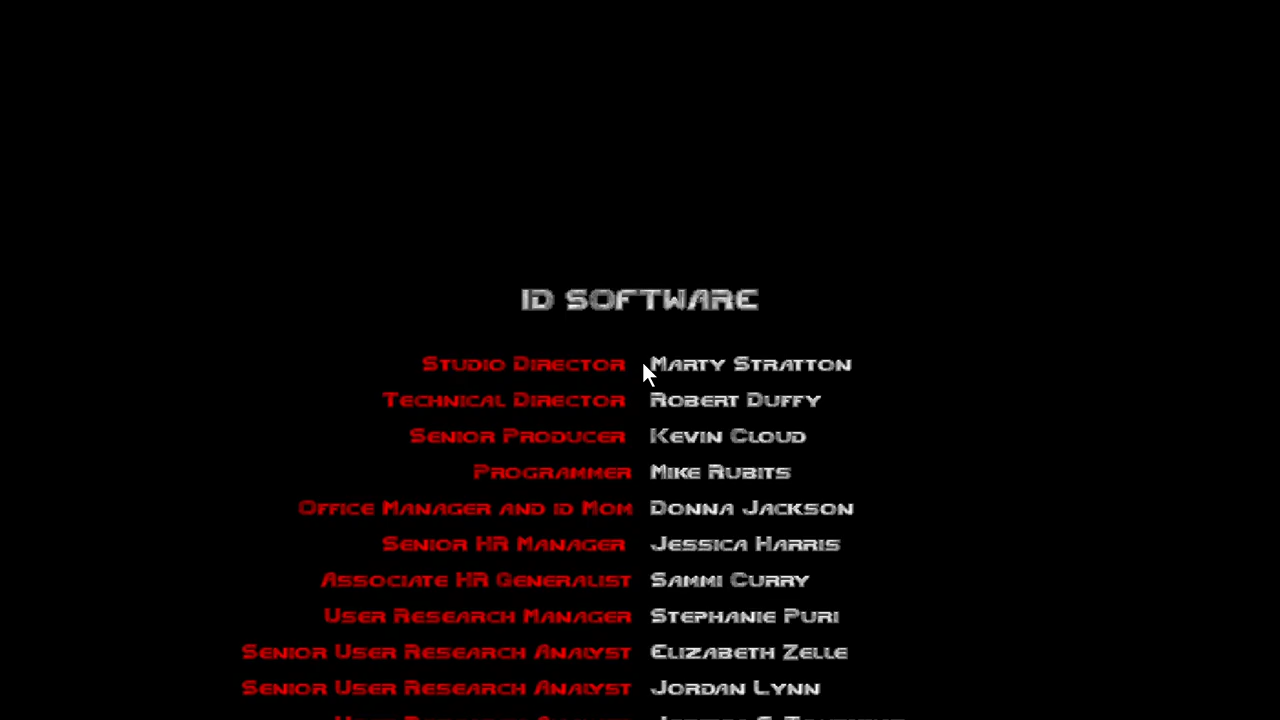 ID SOFTWARE
STUDIO DIRECTOR MARTY STRATTON
TECHNICAL DIRECTOR ROBERT DUFFY
SENIOR PRODUCER KEVIN CLOUD
PROGRAMMER MIKE RUBITS
OFFICE MANAGER AND ID MOM DONNA JACKSON
SENIOR HR MANAGER JESSICA HARRIS
ASSOCIATE HR GENERALIST SAMMI CURRY
USER RESEARCH MANAGER STEPHANIE PURI
SENIOR USER RESEARCH ANALYST ELIZABETH ZELLE
SENIOR USER RESEARCH ANALYST JORDAN LYNN